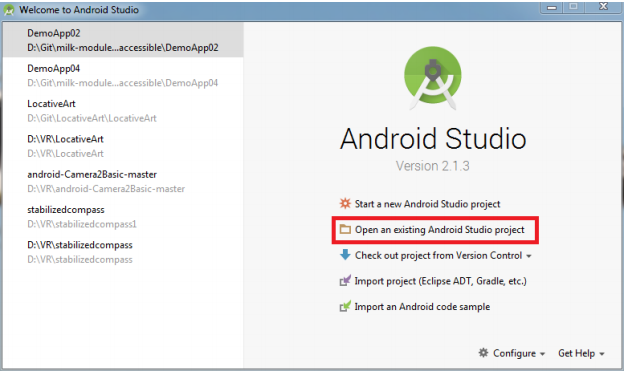 Welcome to Android Studio
DemoApp02
D:\Git\milk-module...accessible\DemoApp02
DemoApp04
D:\Git\milk-module...accessible\DemoApp04
LocativeArt
D:\Git\LocativeArt\LocativeArt
D:\VR\LocativeArt
D:\VR\LocativeArt
android-Camera2Basic-master
D:\VR\android-Camera2Basic-master
stabilizedcompass
D:\VR\stabilizedcompass1
D:\VR\stabilizedcompass
D:\VR\stabilizedcompass
Android Studio
Version 2.1.3
Start a new Android Studio project
Open an existing Android Studio project
Check out project from Version Control
Import project (Eclipse ADT, Gradle, etc.)
Import an Android code sample
Configure Get Help